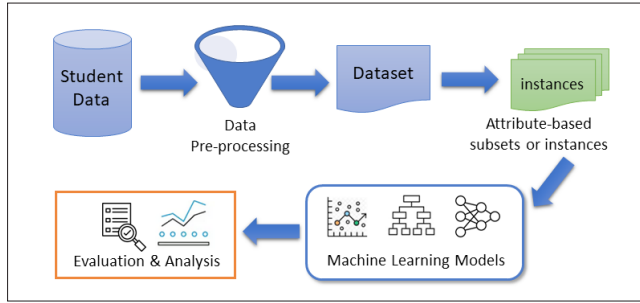 Student
Data
Data
Pre-processing
Dataset
instances
Attribute-based
subsets or instances
Evaluation & Analysis
Machine Learning Models